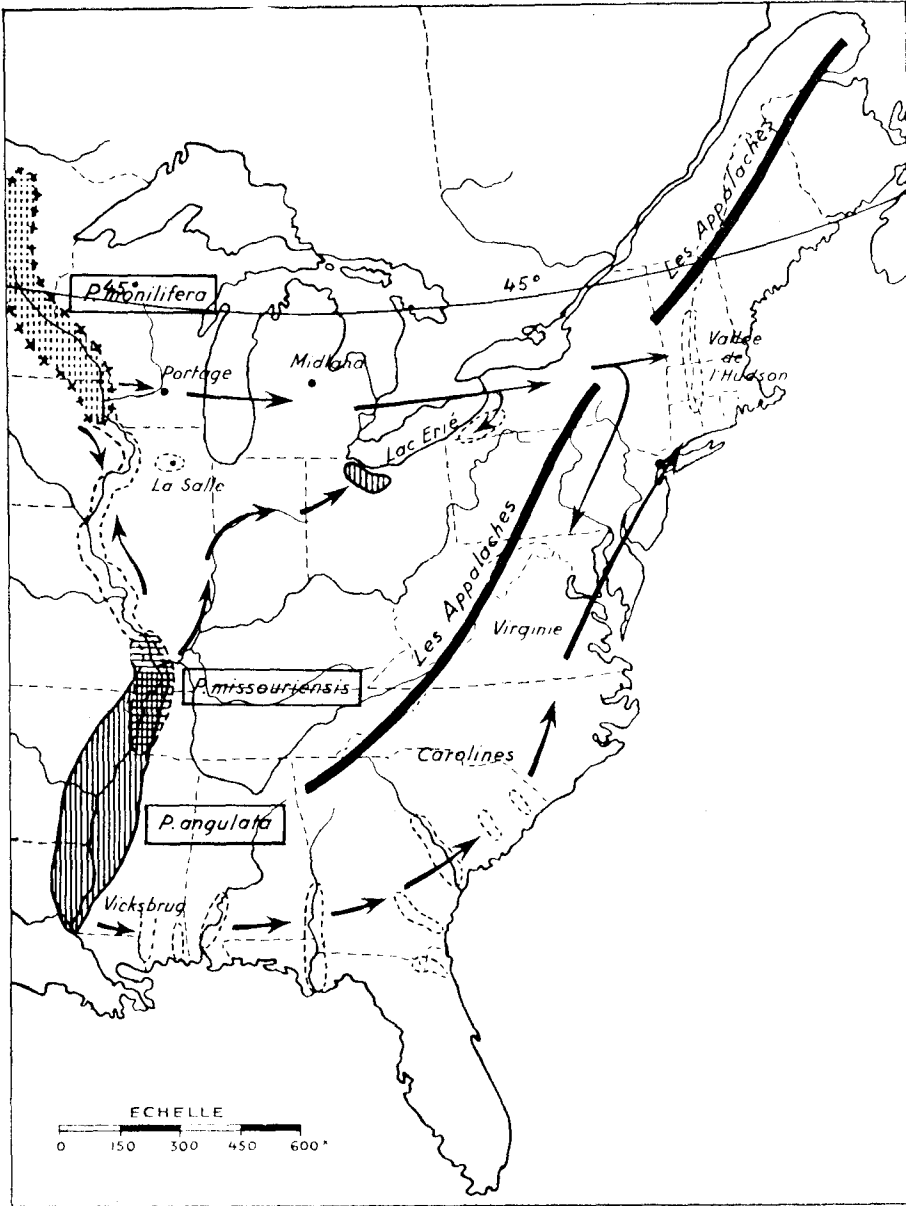 Les Appalaches
45°
45°
P. monilifera
Vallée
de
l'Hudson
Midland
Portage
Lac Erié
La Salle
Les Appalaches
Virginie
P. missouriensis
Carolines
P. angulata
Vicksbrug
ECHELLE
0 150 300 450 600ᴷ